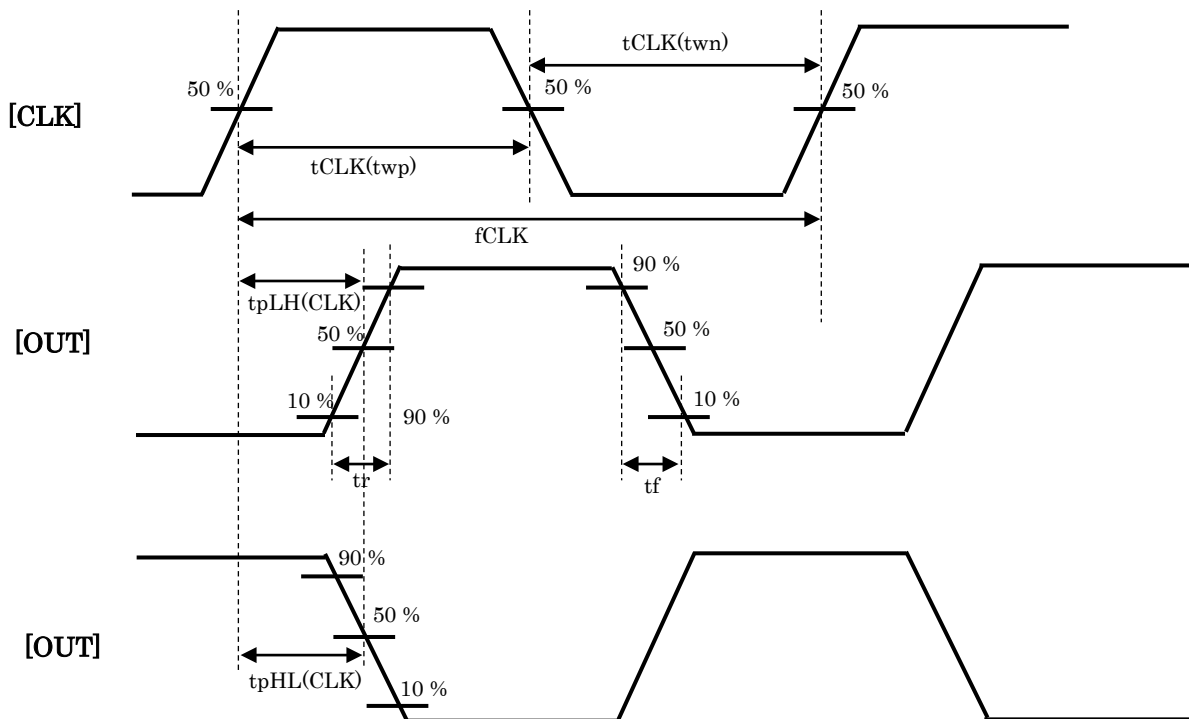 tCLK(twn)
50 %
50 %
50 %
[CLK]
tCLK(twp)
fCLK
90 %
tpLH(CLK)
50 %
50 %
[OUT]
10 %
10 %
90 %
tr
tf
90 %
50 %
[OUT]
tpHL(CLK)
10 %